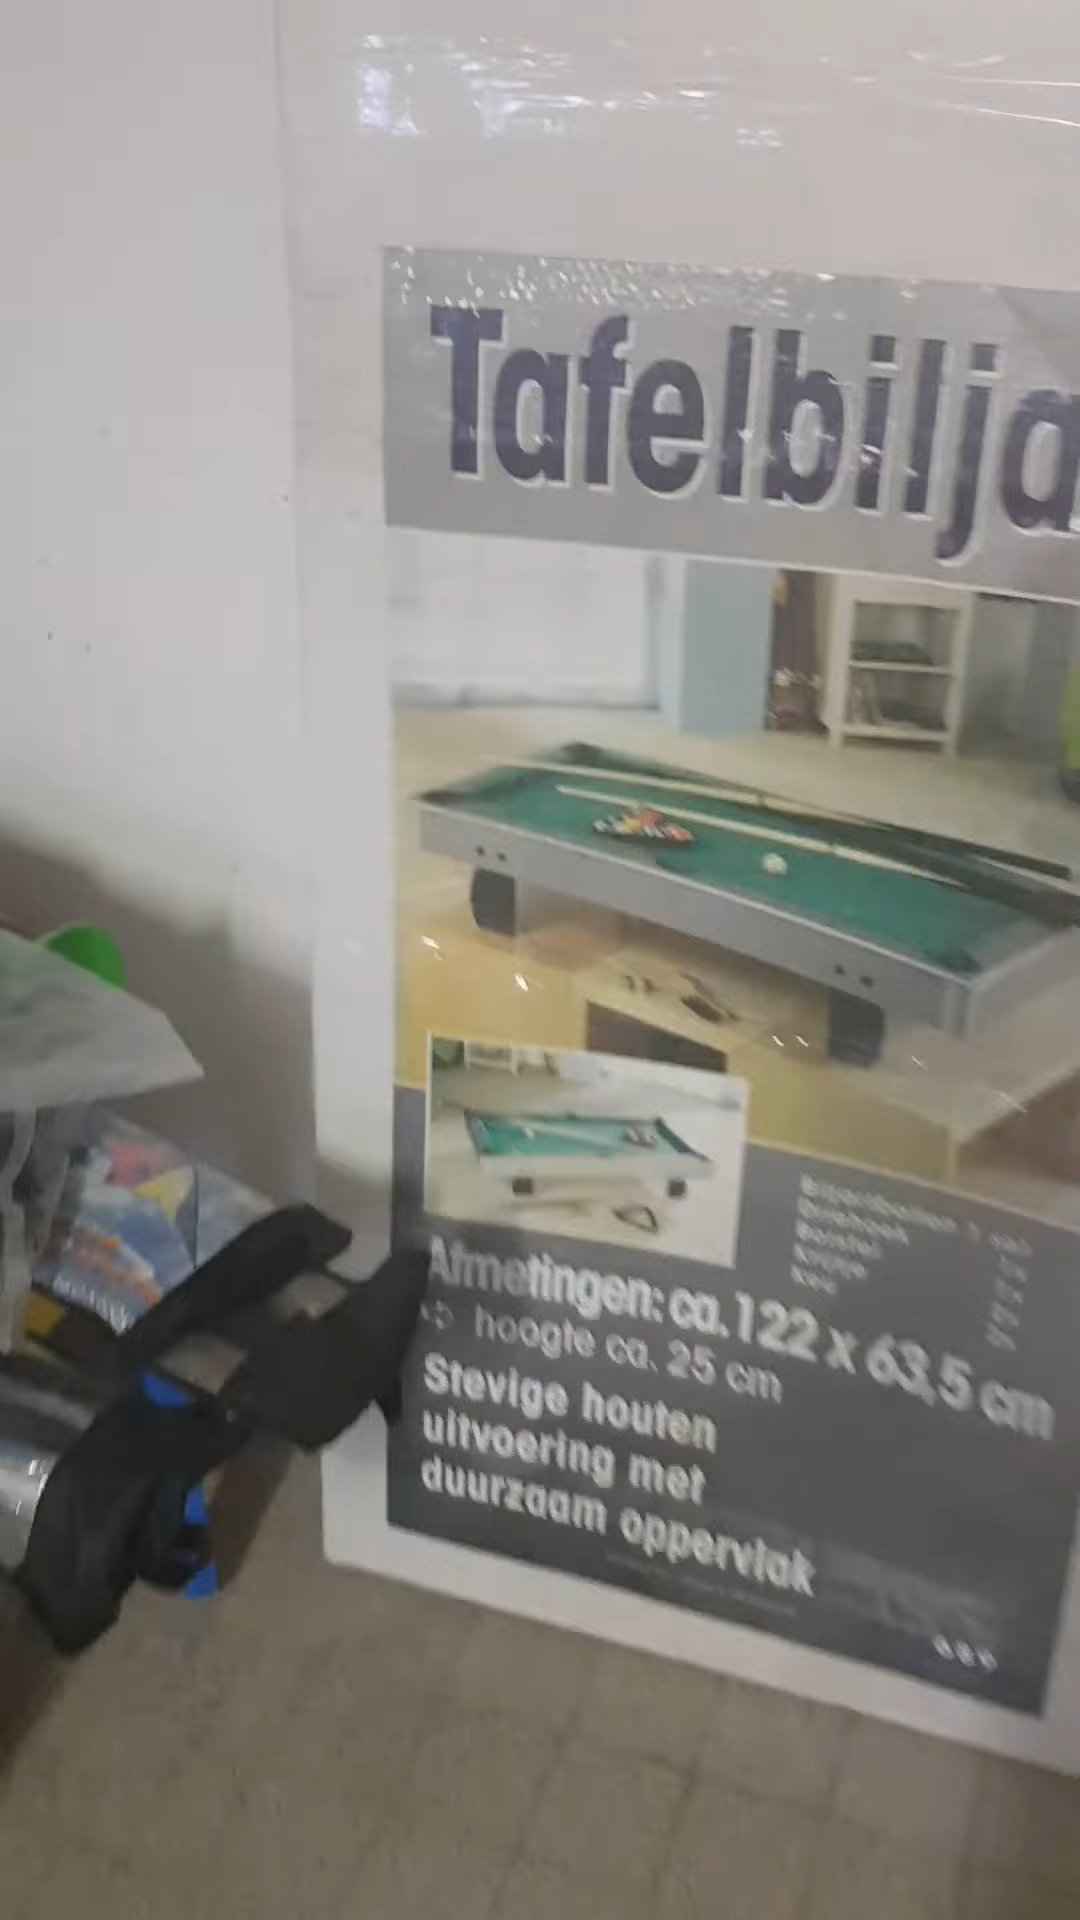 Tafelbilja
Afmetingen: ca. 122 x 63,5 cm
hoogte ca. 25 cm
Stevige houten
uitvoering met
duurzaam oppervlak